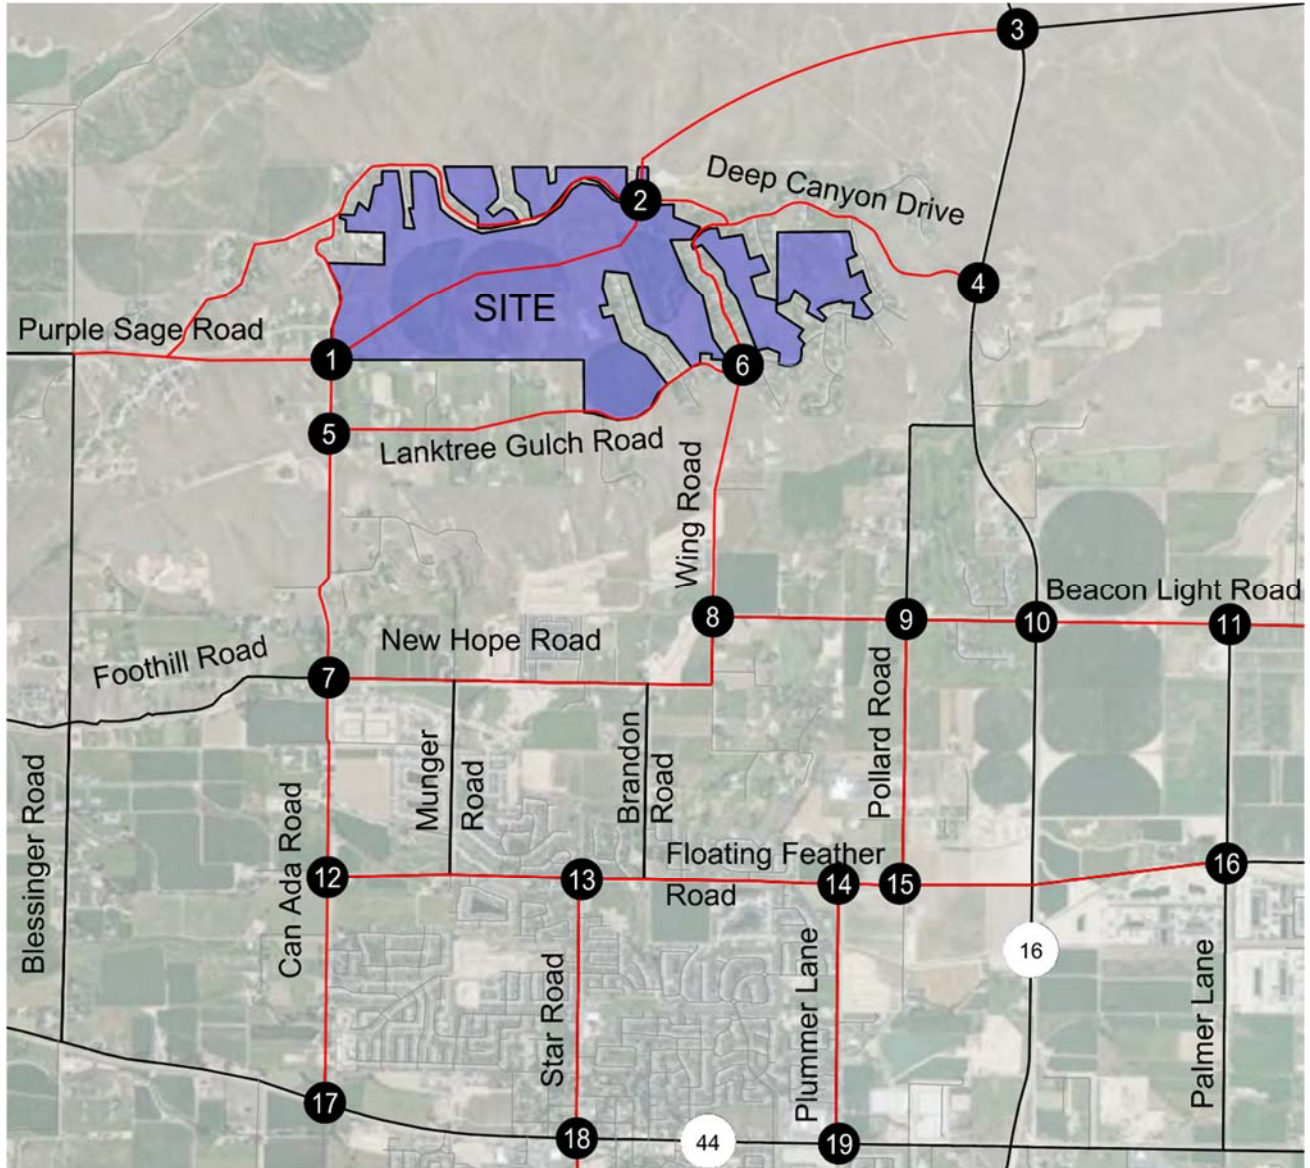 3
2
Deep Canyon Drive
4
SITE
Purple Sage Road
1
6
5
Lanktree Gulch Road
Wing Road
Beacon Light Road
8
9
10
11
New Hope Road
Foothill Road
7
Pollard Road
Munger
Road
Brandon
Road
Blessinger Road
Can Ada Road
Floating Feather
Road
12
13
14
15
16
16
Star Road
Plummer Lane
Palmer Lane
17
18
44
19